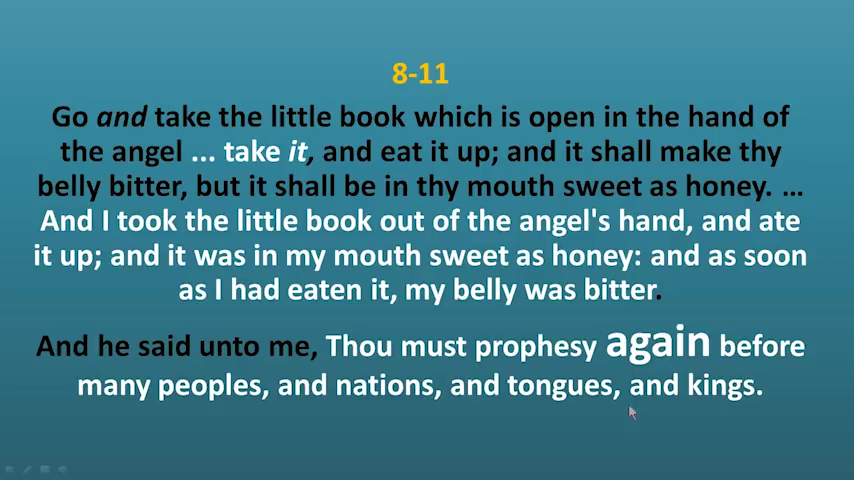 8-11
Go and take the little book which is open in the hand of
the angel ... take it, and eat it up; and it shall make thy
belly bitter, but it shall be in thy mouth sweet as honey. ...
And I took the little book out of the angel's hand, and ate
it up; and it was in my mouth sweet as honey: and as soon
as I had eaten it, my belly was bitter.
And he said unto me, Thou must prophesy again before
many peoples, and nations, and tongues, and kings.